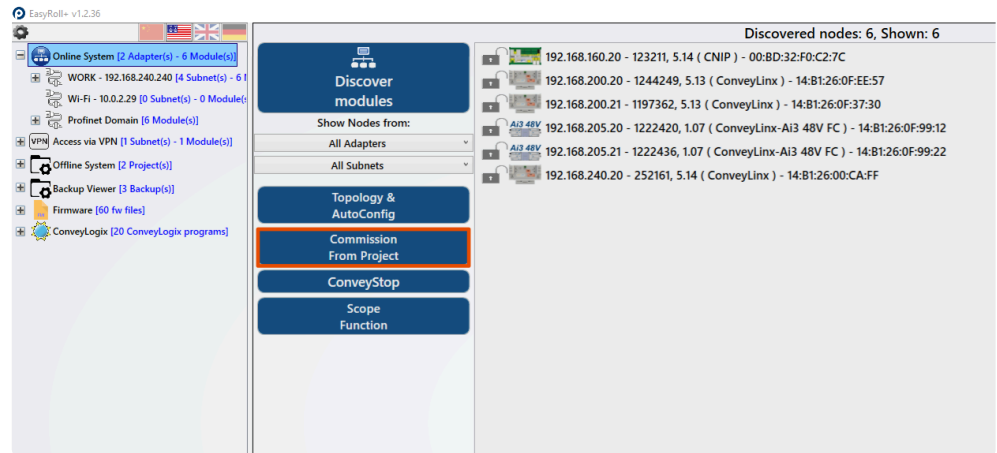 EasyRoll+ v1.2.36
Discovered nodes: 6, Shown: 6
Online System [2 Adapter(s) - 6 Module(s)]
WORK - 192.168.240.240 [4 Subnet(s) - 6
Wi-Fi - 10.0.2.29 [0 Subnet(s) - 0 Module(
Profinet Domain [6 Module(s)]
VPN Access via VPN [1 Subnet(s) - 1 Module(s)]
Offline System [2 Project(s)]
Backup Viewer [3 Backup(s)]
Firmware [60 fw files]
ConveyLogix [20 ConveyLogix programs]
Discover
modules
Show Nodes from:
All Adapters
All Subnets
Topology &
AutoConfig
Commission
From Project
ConveyStop
Scope
Function
192.168.160.20 - 123211, 5.14 ( CNIP ) - 00:BD:32:F0:C2:7C
192.168.200.20 - 1244249, 5.13 ( ConveyLinx ) - 14:B1:26:0F:EE:57
192.168.200.21 - 1197362, 5.13 ( ConveyLinx ) - 14:B1:26:0F:37:30
Ai3 48V 192.168.205.20 - 1222420, 1.07 ( ConveyLinx-Ai3 48V FC ) - 14:B1:26:0F:99:12
Ai3 48V 192.168.205.21 - 1222436, 1.07 ( ConveyLinx-Ai3 48V FC ) - 14:B1:26:0F:99:22
192.168.240.20 - 252161, 5.14 ( ConveyLinx ) - 14:B1:26:00:CA:FF